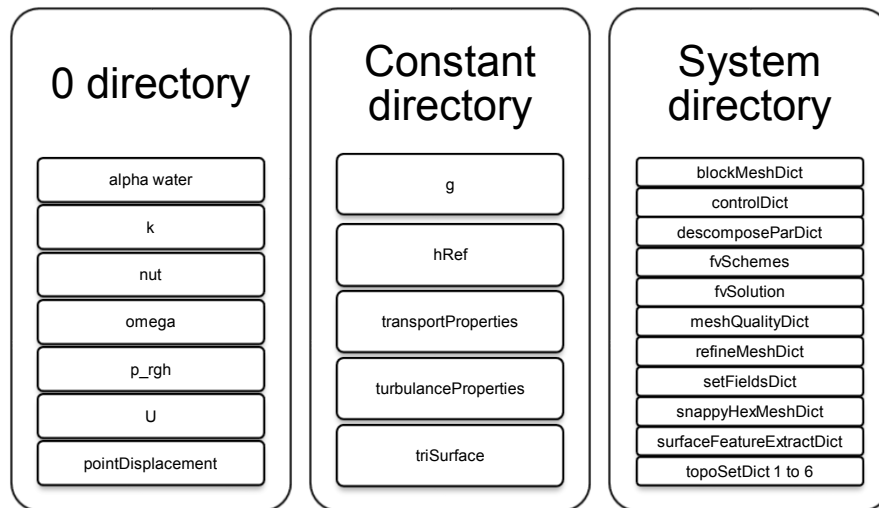 0 directory
alpha water
k
nut
omega
p_rgh
U
pointDisplacement
Constant
directory
g
hRef
transportProperties
turbulanceProperties
triSurface
System
directory
blockMeshDict
controlDict
descomposeParDict
fvSchemes
fvSolution
meshQualityDict
refineMeshDict
setFieldsDict
snappyHexMeshDict
surfaceFeatureExtractDict
topoSetDict 1 to 6